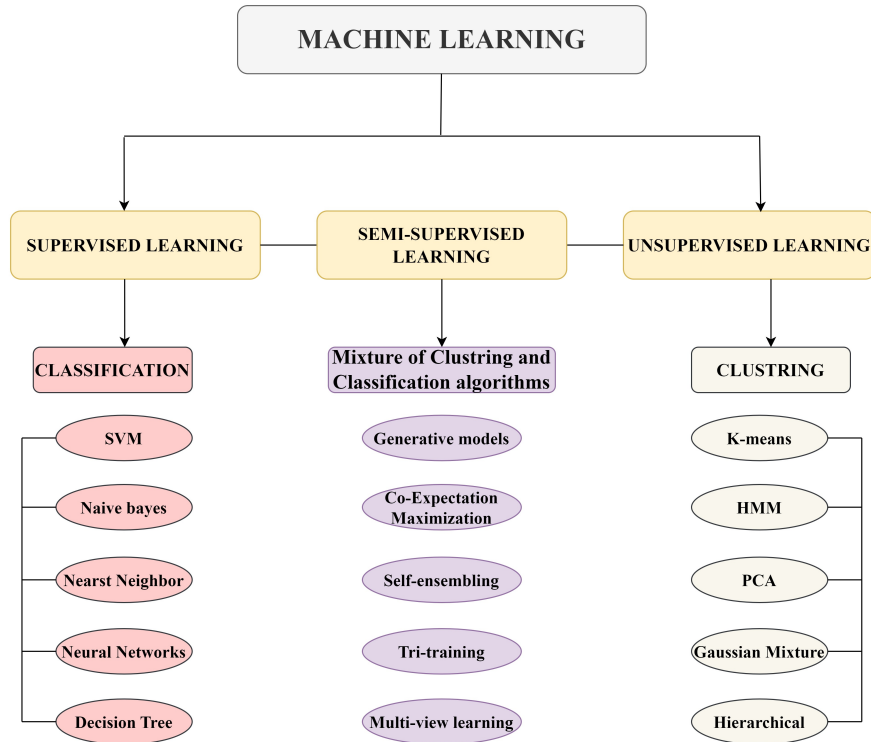 MACHINE LEARNING
SUPERVISED LEARNING
SEMI-SUPERVISED
LEARNING
UNSUPERVISED LEARNING
CLASSIFICATION
Mixture of Clustring and
Classification algorithms
CLUSTRING
SVM
Generative models
K-means
Naive bayes
Co-Expectation
Maximization
HMM
Nearst Neighbor
Self-ensembling
PCA
Neural Networks
Tri-training
Gaussian Mixture
Decision Tree
Multi-view learning
Hierarchical